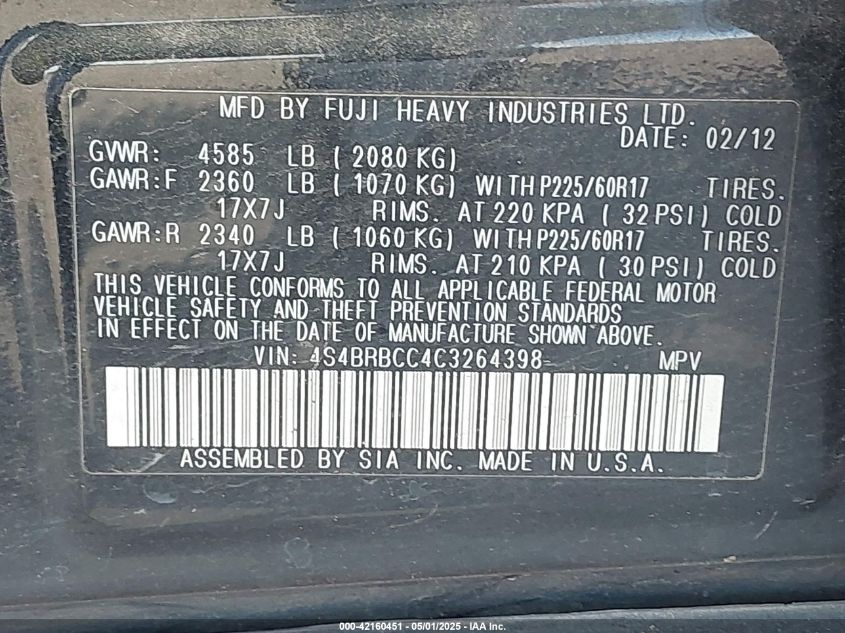 MFD BY FUJI HEAVY INDUSTRIES LTD.
DATE: 02/12
GVWR: 4585 LB ( 2080 KG)
GAWR:F 2360 LB ( 1070 KG) WITH P225/60R17 TIRES.
17X7J RIMS. AT 220 KPA ( 32 PSI) COLD
GAWR:R 2340 LB ( 1060 KG) WITH P225/60R17 TIRES.
17X7J RIMS. AT 210 KPA ( 30 PSI) COLD
THIS VEHICLE CONFORMS TO ALL APPLICABLE FEDERAL MOTOR
VEHICLE SAFETY AND THEFT PREVENTION STANDARDS
IN EFFECT ON THE DATE OF MANUFACTURE SHOWN ABOVE.
VIN: 4S4BRBCC4C3264398 MPV
ASSEMBLED BY SIA INC. MADE IN U.S.A.
000-42160451 - 05/01/2025 - IAA Inc.